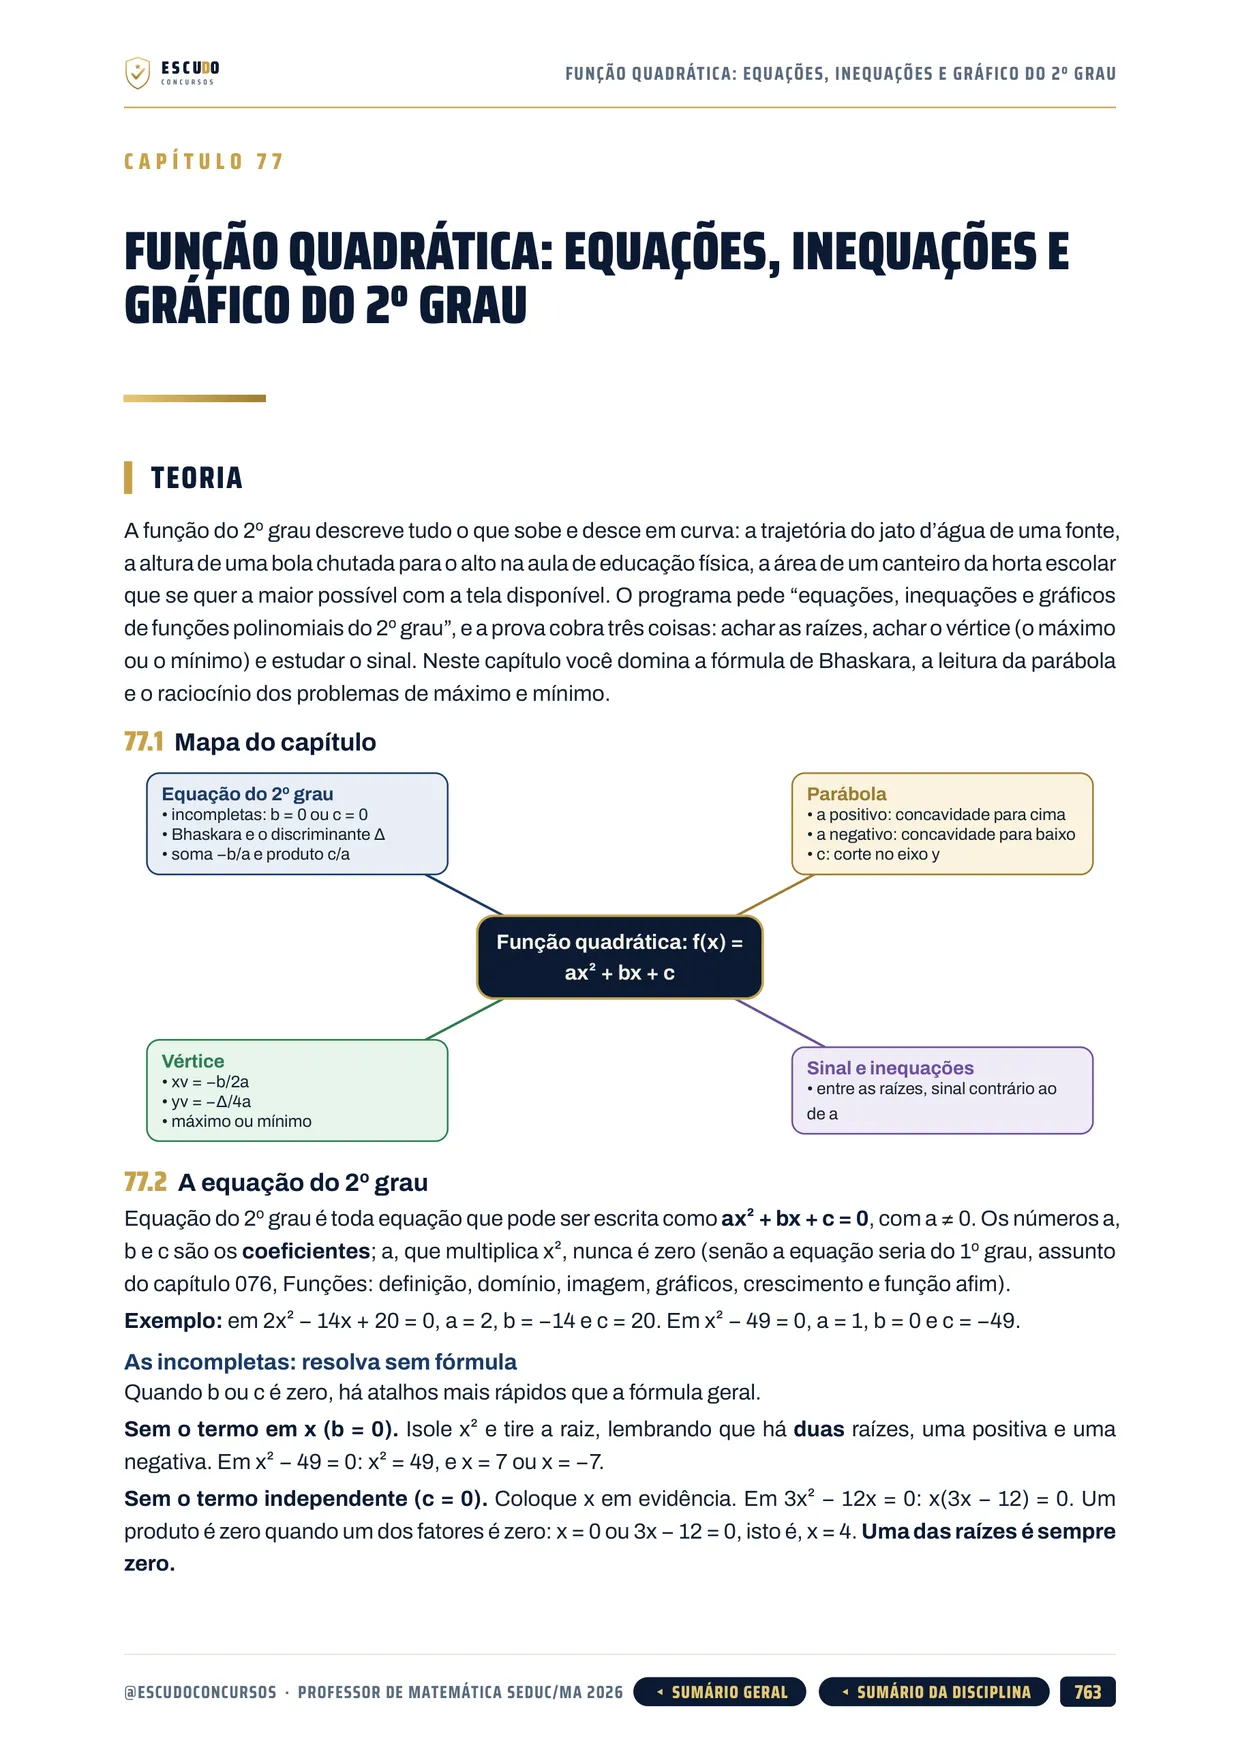 ESCUDO
CONCURSOS
FUNÇÃO QUADRÁTICA: EQUAÇÕES, INEQUAÇÕES E GRÁFICO DO 2º GRAU
CAPÍTULO 77
FUNÇÃO QUADRÁTICA: EQUAÇÕES, INEQUAÇÕES E
GRÁFICO DO 2º GRAU
TEORIA
A função do 2º grau descreve tudo o que sobe e desce em curva: a trajetória do jato d’água de uma fonte,
a altura de uma bola chutada para o alto na aula de educação física, a área de um canteiro da horta escolar
que se quer a maior possível com a tela disponível. O programa pede “equações, inequações e gráficos
de funções polinomiais do 2º grau”, e a prova cobra três coisas: achar as raízes, achar o vértice (o máximo
ou o mínimo) e estudar o sinal. Neste capítulo você domina a fórmula de Bhaskara, a leitura da parábola
e o raciocínio dos problemas de máximo e mínimo.
77.1 Mapa do capítulo
Equação do 2º grau
• incompletas: b = 0 ou c = 0
• Bhaskara e o discriminante Δ
• soma −b/a e produto c/a
Parábola
• a positivo: concavidade para cima
• a negativo: concavidade para baixo
• c: corte no eixo y
Função quadrática: f(x) =
ax² + bx + c
Vértice
• xv = −b/2a
• yv = −Δ/4a
• máximo ou mínimo
Sinal e inequações
• entre as raízes, sinal contrário ao
de a
77.2 A equação do 2º grau
Equação do 2º grau é toda equação que pode ser escrita como ax² + bx + c = 0, com a ≠ 0. Os números a,
b e c são os coeficientes; a, que multiplica x², nunca é zero (senão a equação seria do 1º grau, assunto
do capítulo 076, Funções: definição, domínio, imagem, gráficos, crescimento e função afim).
Exemplo: em 2x² − 14x + 20 = 0, a = 2, b = −14 e c = 20. Em x² − 49 = 0, a = 1, b = 0 e c = −49.
As incompletas: resolva sem fórmula
Quando b ou c é zero, há atalhos mais rápidos que a fórmula geral.
Sem o termo em x (b = 0). Isole x² e tire a raiz, lembrando que há duas raízes, uma positiva e uma
negativa. Em x² − 49 = 0: x² = 49, e x = 7 ou x = −7.
Sem o termo independente (c = 0). Coloque x em evidência. Em 3x² − 12x = 0: x(3x − 12) = 0. Um
produto é zero quando um dos fatores é zero: x = 0 ou 3x − 12 = 0, isto é, x = 4. Uma das raízes é sempre
zero.
@ESCUDOCONCURSOS · PROFESSOR DE MATEMÁTICA SEDUC/MA 2026 ◂ SUMÁRIO GERAL ◂ SUMÁRIO DA DISCIPLINA 763